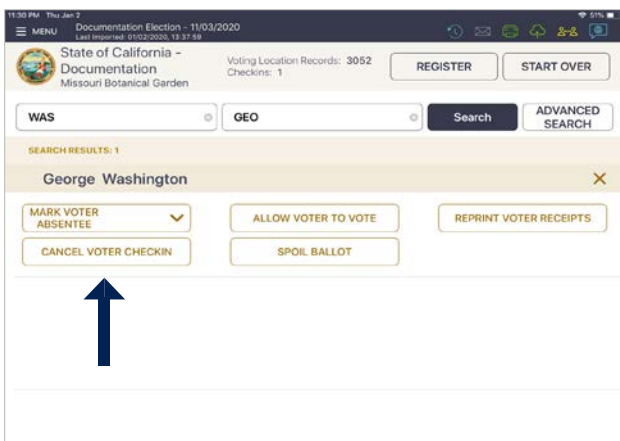 11:30 PM Thu Jan 2
51%
MENU
Documentation Election - 11/03/2020
Last Imported: 01/02/2020, 13:37:59
State of California -
Documentation
Missouri Botanical Garden
Voting Location Records: 3052
Checkins: 1
REGISTER
START OVER
WAS
GEO
Search
ADVANCED
SEARCH
SEARCH RESULTS: 1
George Washington
MARK VOTER
ABSENTEE
ALLOW VOTER TO VOTE
REPRINT VOTER RECEIPTS
CANCEL VOTER CHECKIN
SPOIL BALLOT